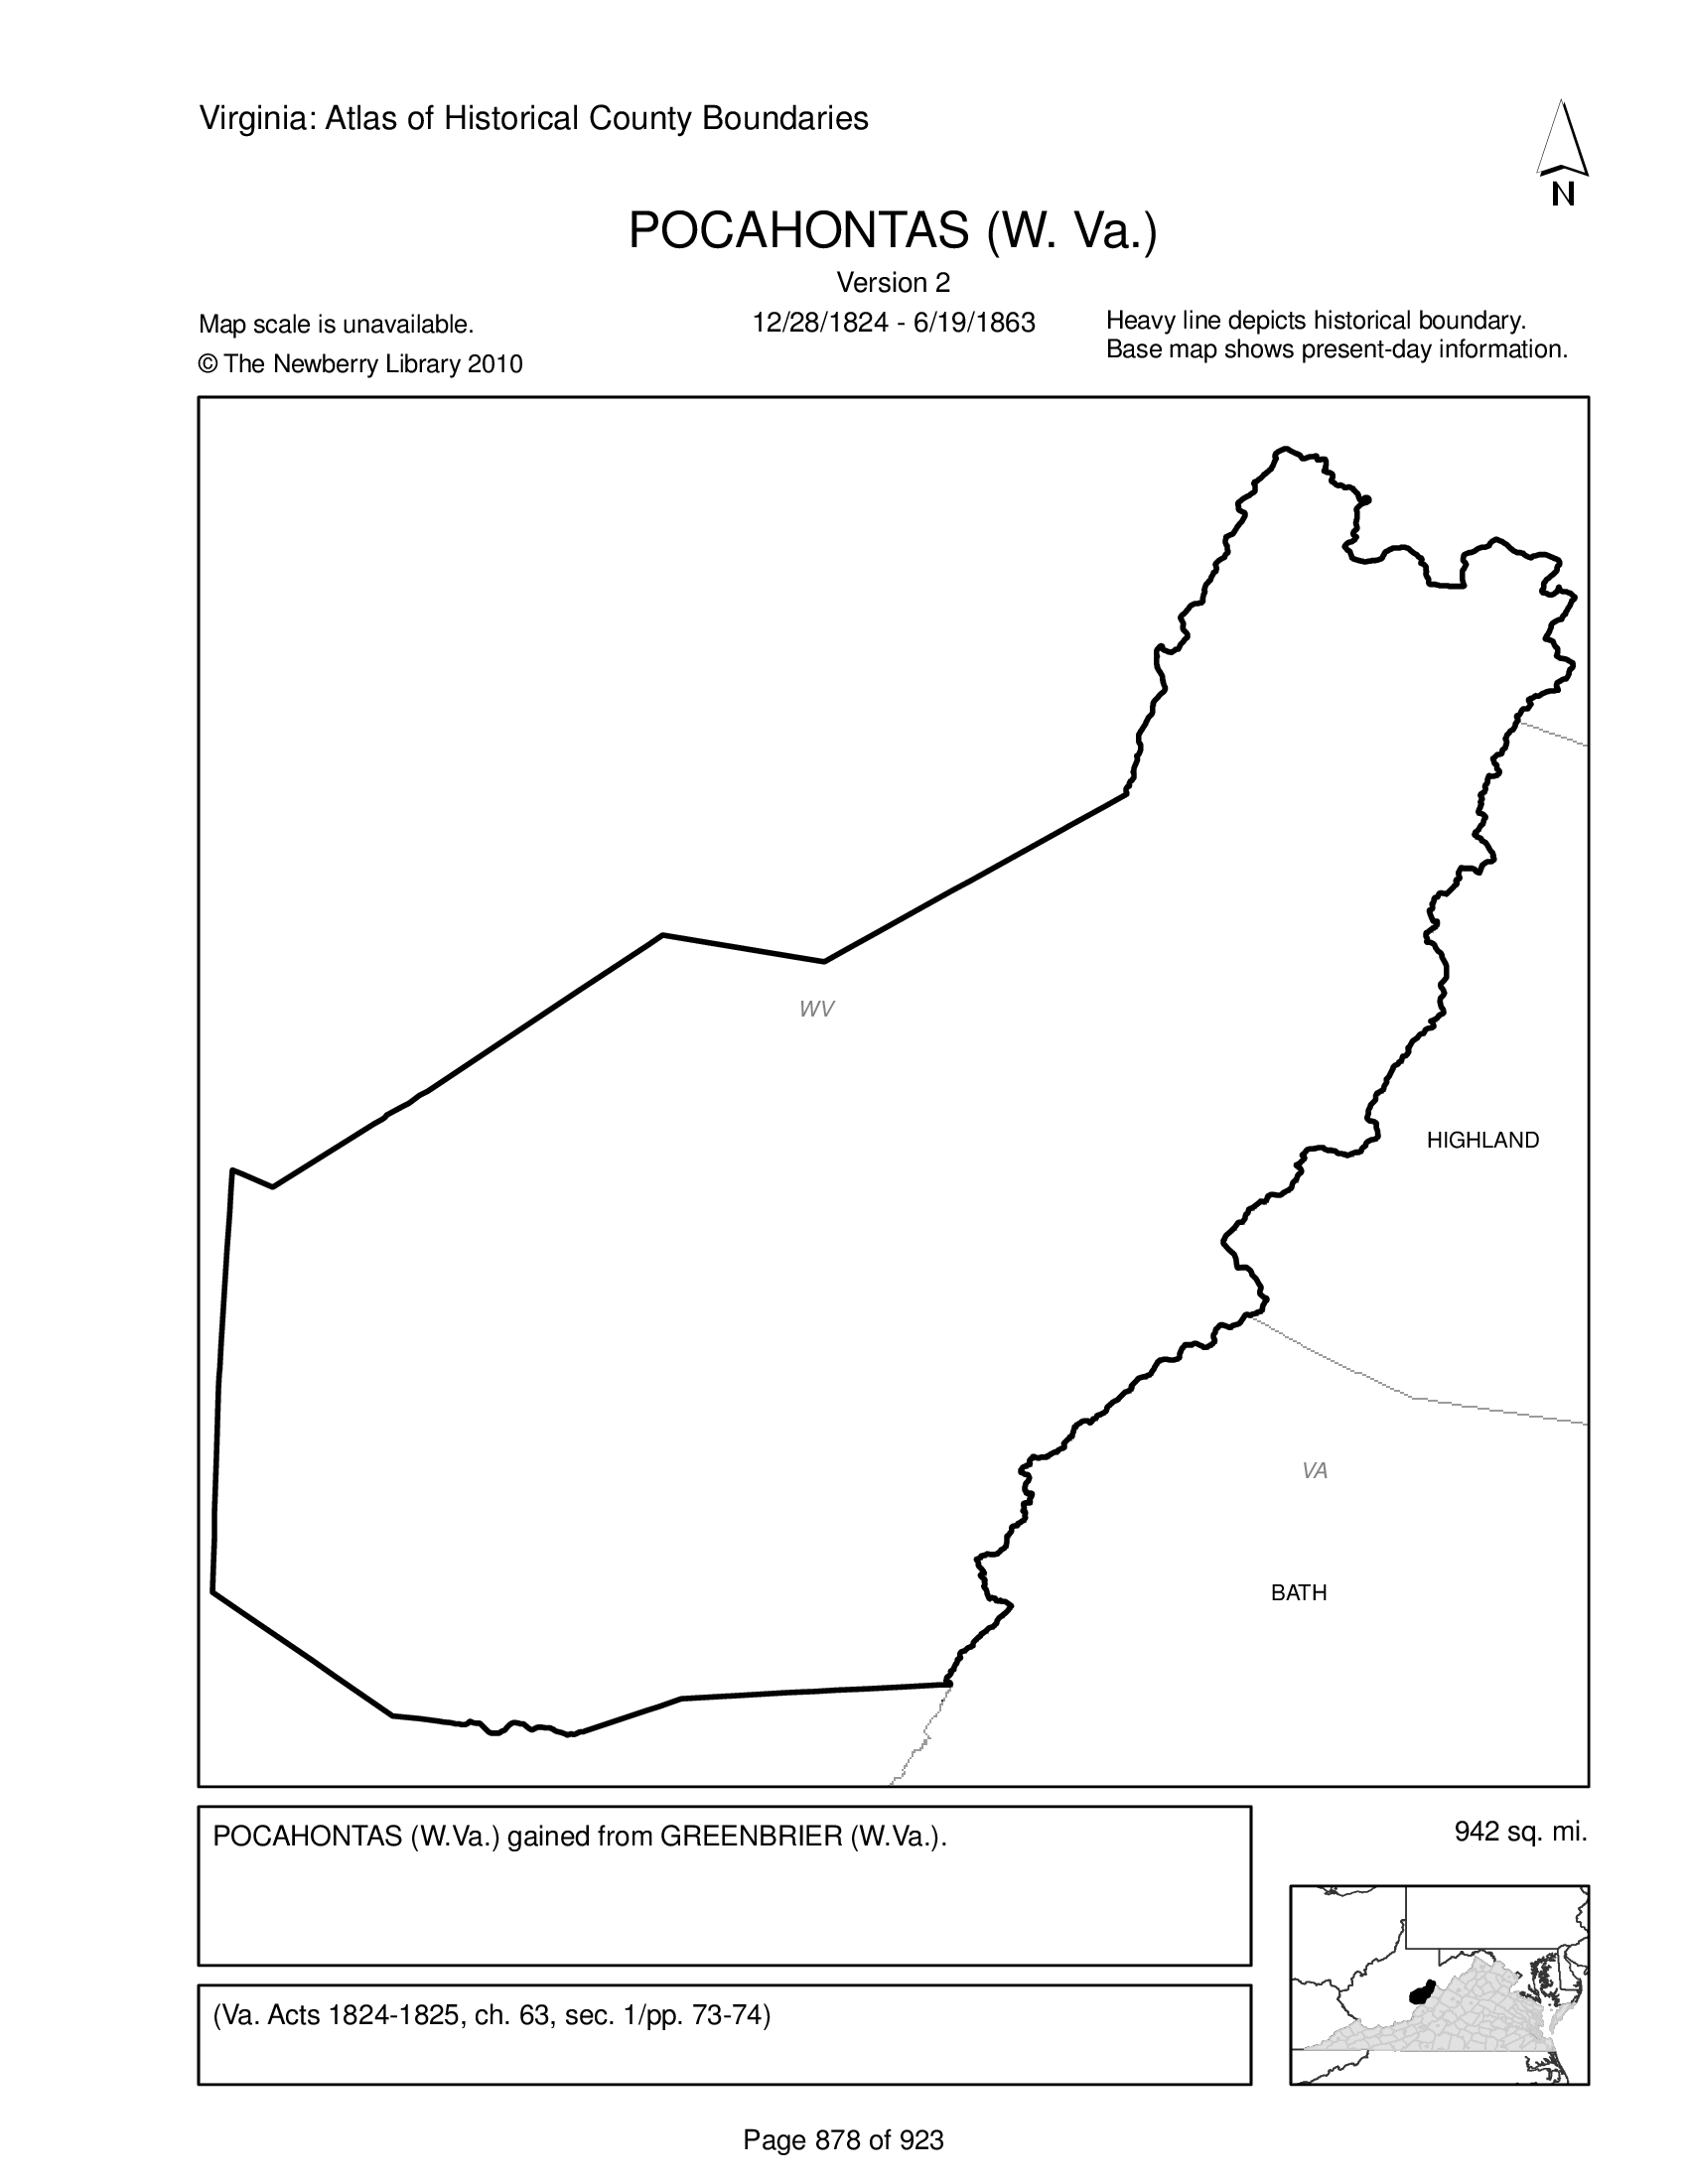 Virginia: Atlas of Historical County Boundaries
N
POCAHONTAS (W. Va.)
Version 2
Map scale is unavailable.
12/28/1824 - 6/19/1863
Heavy line depicts historical boundary.
© The Newberry Library 2010
Base map shows present-day information.
WV
HIGHLAND
VA
BATH
POCAHONTAS (W.Va.) gained from GREENBRIER (W.Va.).
942 sq. mi.
(Va. Acts 1824-1825, ch. 63, sec. 1/pp. 73-74)
Page 878 of 923